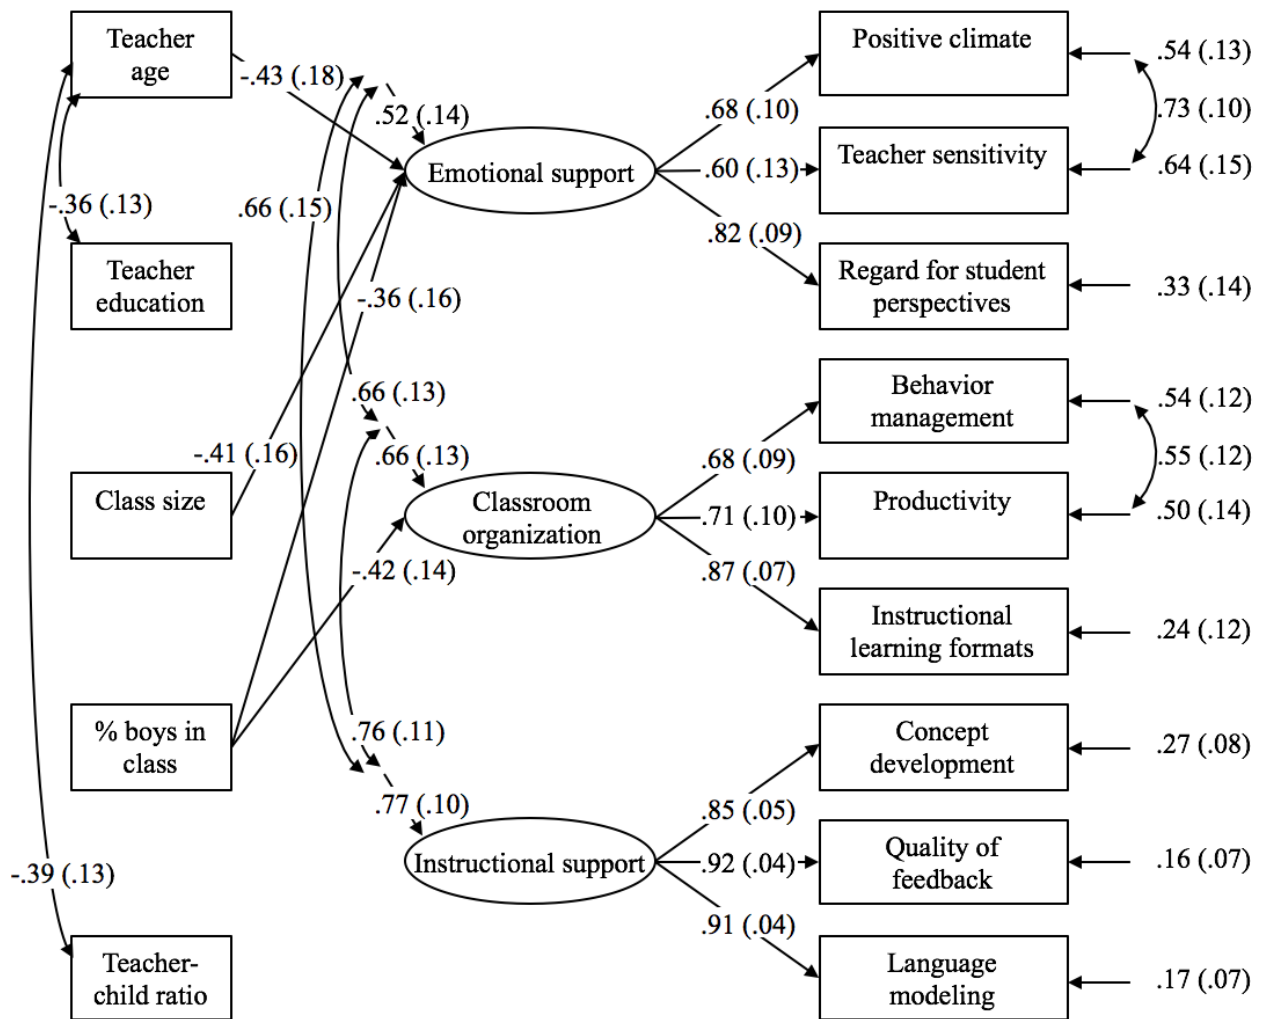 Teacher
age
-.43 (.18)
.52 (.14)
-.36 (.13)
.66 (.15)
Teacher
education
-.36 (.16)
.66 (.13)
-.41 (.16)
.66 (.13)
Class size
-.42 (.14)
% boys in
class
.76 (.11)
.77 (.10)
-.39 (.13)
Teacher-
child ratio
Emotional support
Classroom
organization
Instructional support
.68 (.10)
.60 (.13)
.82 (.09)
.68 (.09)
.71 (.10)
.87 (.07)
.85 (.05)
.92 (.04)
.91 (.04)
Positive climate
Teacher sensitivity
Regard for student
perspectives
Behavior
management
Productivity
Instructional
learning formats
Concept
development
Quality of
feedback
Language
modeling
.54 (.13)
.73 (.10)
.64 (.15)
.33 (.14)
.54 (.12)
.55 (.12)
.50 (.14)
.24 (.12)
.27 (.08)
.16 (.07)
.17 (.07)